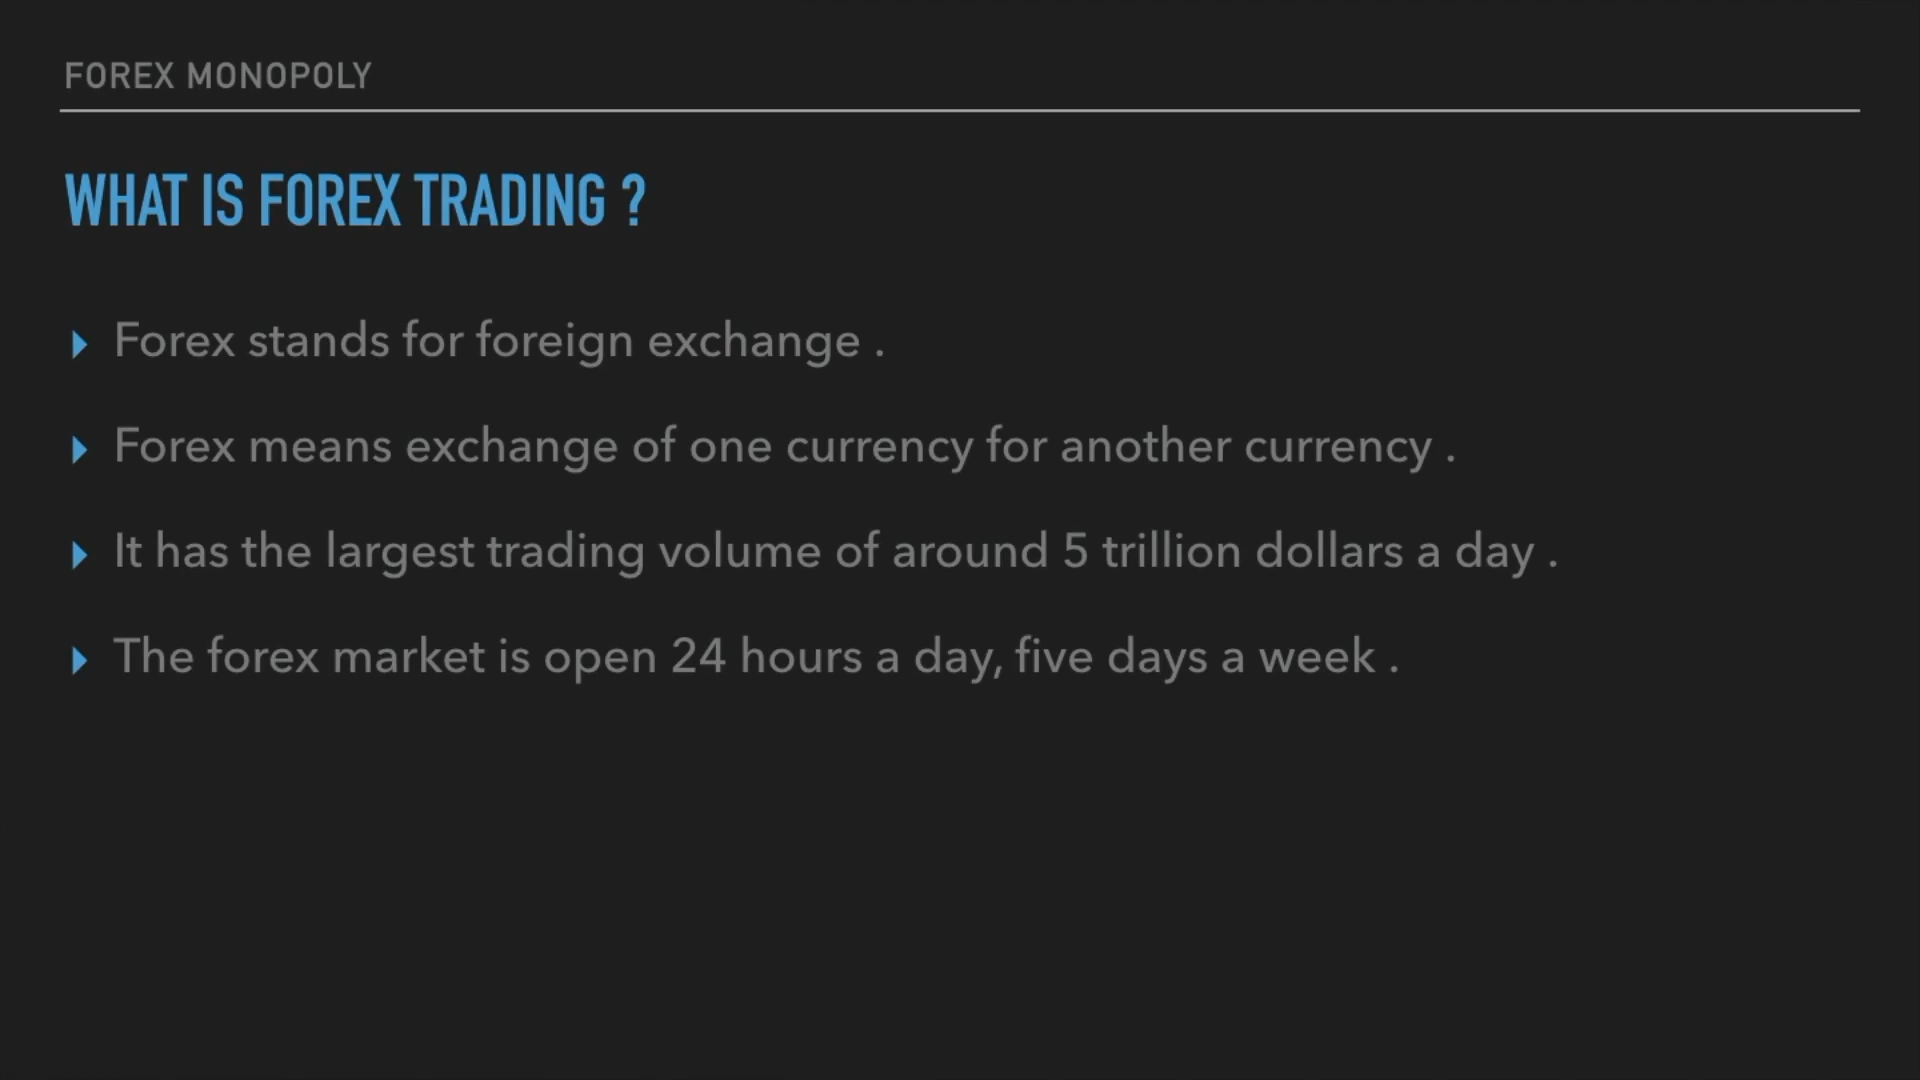 FOREX MONOPOLY
WHAT IS FOREX TRADING ?
Forex stands for foreign exchange .
Forex means exchange of one currency for another currency .
It has the largest trading volume of around 5 trillion dollars a day .
The forex market is open 24 hours a day, five days a week .